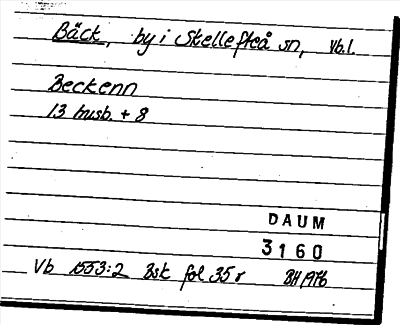 Bäck, by i Skellefteå sn, Vb.l.
Beckenn
13 husb. + 8
DAUM
3160
Vb 1553:2 Bsk fol 35 r BH 1976